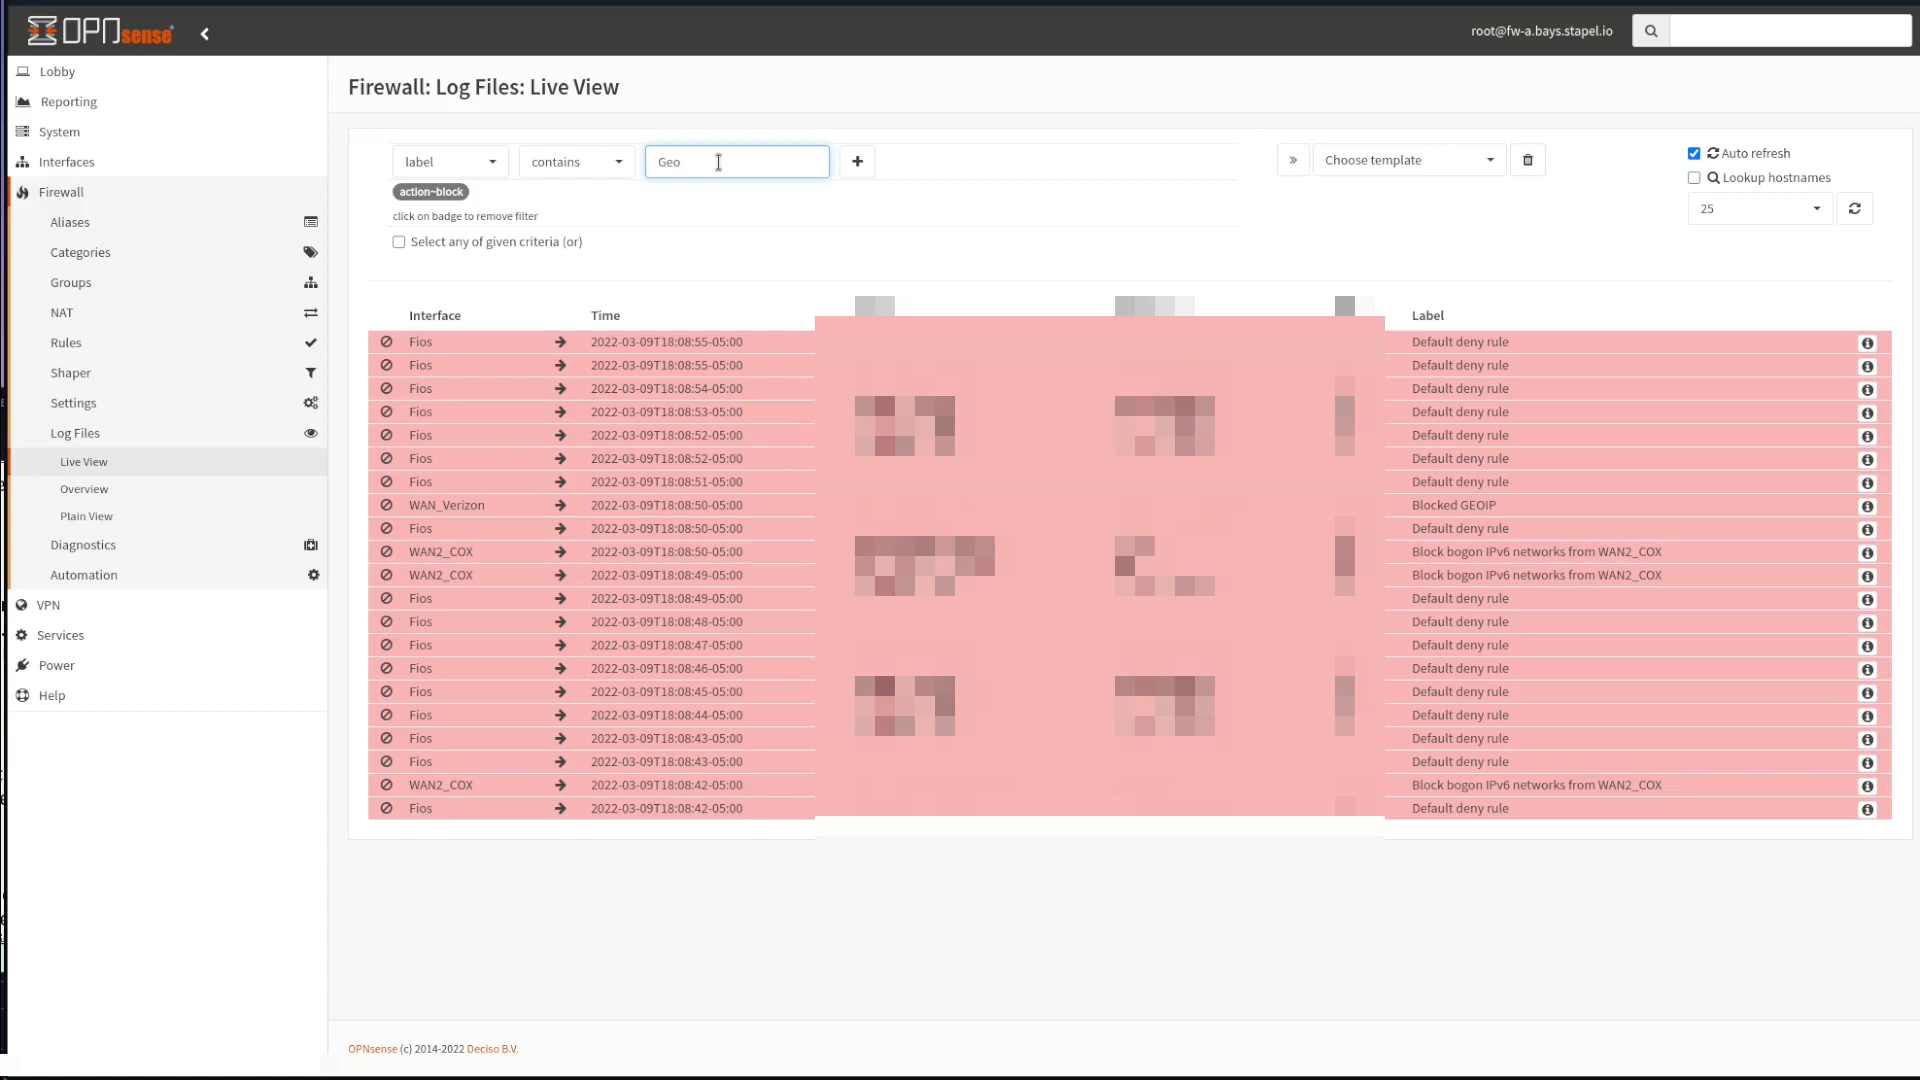 OPNsense
root@fw-a.bays.stapel.io
Lobby
Reporting
System
Interfaces
Firewall
Aliases
Categories
Groups
NAT
Rules
Shaper
Settings
Log Files
Live View
Overview
Plain View
Diagnostics
Automation
VPN
Services
Power
Help
Firewall: Log Files: Live View
label contains Geo
Choose template
Auto refresh
Lookup hostnames
25
action~block
click on badge to remove filter
Select any of given criteria (or)
Interface Time Label
Fios 2022-03-09T18:08:55-05:00 Default deny rule
Fios 2022-03-09T18:08:55-05:00 Default deny rule
Fios 2022-03-09T18:08:54-05:00 Default deny rule
Fios 2022-03-09T18:08:53-05:00 Default deny rule
Fios 2022-03-09T18:08:52-05:00 Default deny rule
Fios 2022-03-09T18:08:52-05:00 Default deny rule
Fios 2022-03-09T18:08:51-05:00 Default deny rule
WAN_Verizon 2022-03-09T18:08:50-05:00 Blocked GEOIP
Fios 2022-03-09T18:08:50-05:00 Default deny rule
WAN2_COX 2022-03-09T18:08:50-05:00 Block bogon IPv6 networks from WAN2_COX
WAN2_COX 2022-03-09T18:08:49-05:00 Block bogon IPv6 networks from WAN2_COX
Fios 2022-03-09T18:08:49-05:00 Default deny rule
Fios 2022-03-09T18:08:48-05:00 Default deny rule
Fios 2022-03-09T18:08:47-05:00 Default deny rule
Fios 2022-03-09T18:08:46-05:00 Default deny rule
Fios 2022-03-09T18:08:45-05:00 Default deny rule
Fios 2022-03-09T18:08:44-05:00 Default deny rule
Fios 2022-03-09T18:08:43-05:00 Default deny rule
Fios 2022-03-09T18:08:43-05:00 Default deny rule
WAN2_COX 2022-03-09T18:08:42-05:00 Block bogon IPv6 networks from WAN2_COX
Fios 2022-03-09T18:08:42-05:00 Default deny rule
OPNsense (c) 2014-2022 Deciso B.V.